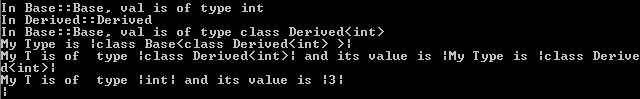 In Base::Base, val is of type int
In Derived::Derived
In Base::Base, val is of type class Derived<int>
My Type is |class Base<class Derived<int> >|
My T is of  type |class Derived<int>| and its value is |My Type is |class Derive
d<int>|
My T is of  type |int| and its value is |3|
|